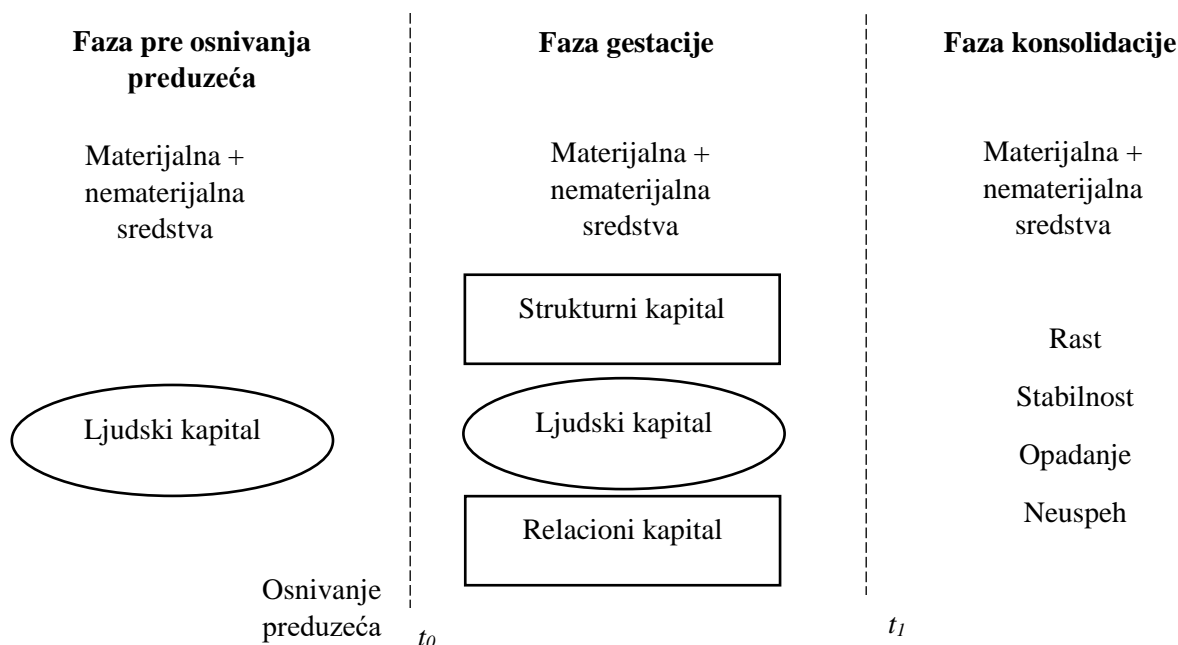 Faza pre osnivanja
preduzeća
Materijalna +
nematerijalna
sredstva
Ljudski kapital
Osnivanje
preduzeća
t0
Faza gestacije
Materijalna +
nematerijalna
sredstva
Strukturni kapital
Ljudski kapital
Relacioni kapital
t1
Faza konsolidacije
Materijalna +
nematerijalna
sredstva
Rast
Stabilnost
Opadanje
Neuspeh